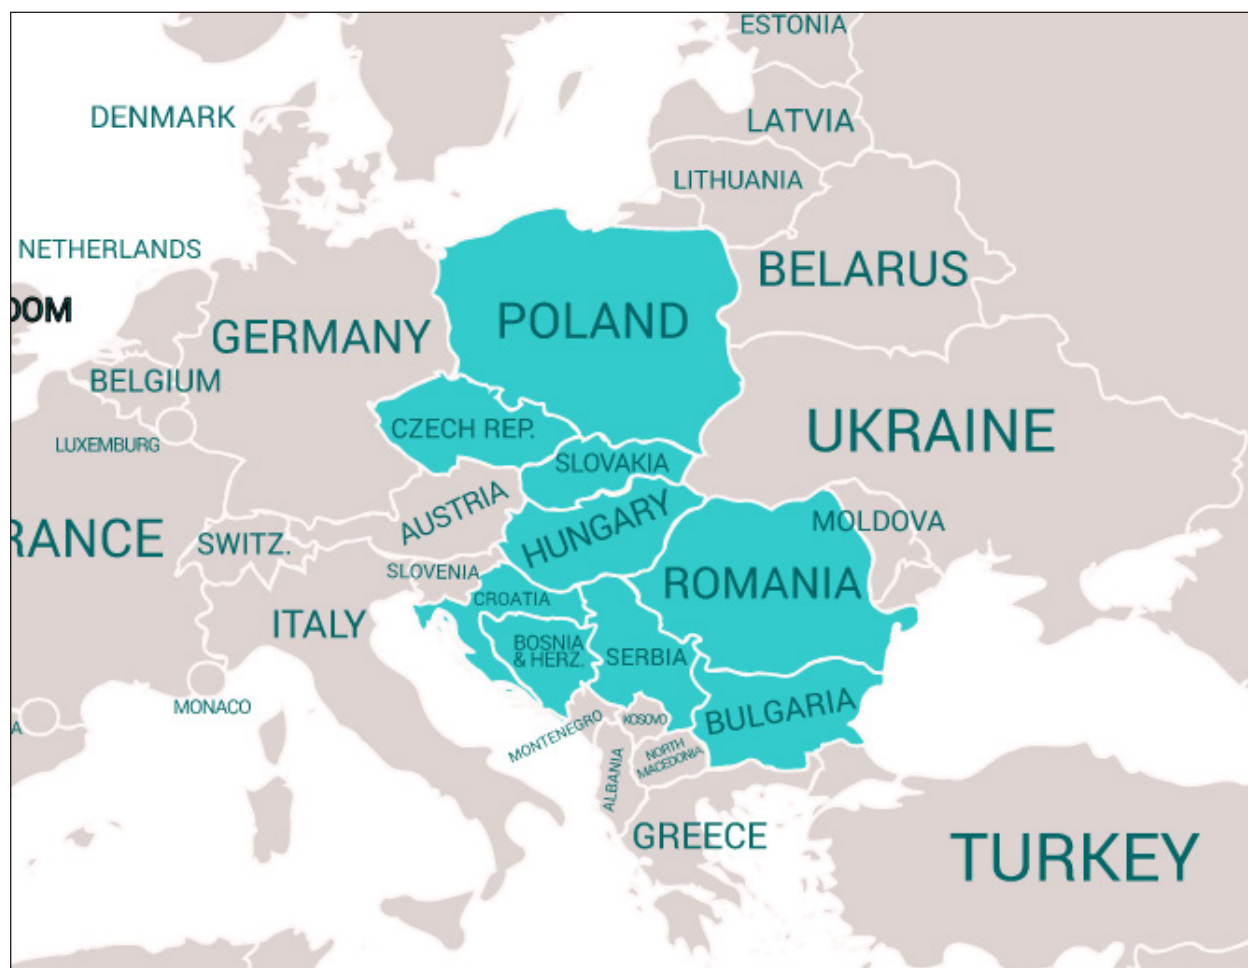 ESTONIA
DENMARK
LATVIA
LITHUANIA
NETHERLANDS
BELARUS
DOM
POLAND
GERMANY
BELGIUM
CZECH REP.
UKRAINE
LUXEMBURG
SLOVAKIA
AUSTRIA
HUNGARY
MOLDOVA
RANCE
SWITZ.
SLOVENIA
ROMANIA
CROATIA
ITALY
BOSNIA
& HERZ.
SERBIA
MONACO
BULGARIA
KOSOVO
A
MONTENEGRO
NORTH
MACEDONIA
ALBANIA
GREECE
TURKEY